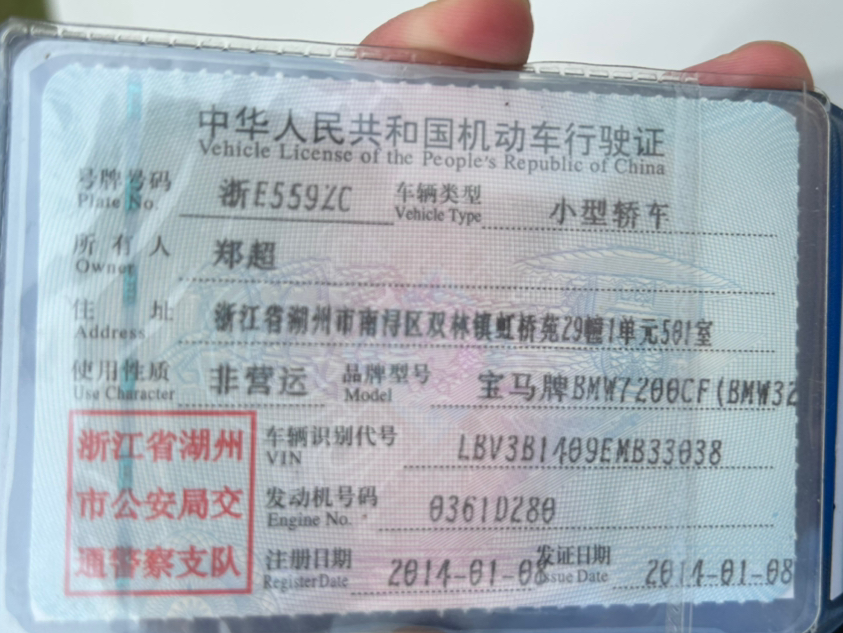 中华人民共和国机动车行驶证
Vehicle License of the People's Republic of China
号牌号码 浙E559ZC 车辆类型 小型轿车
Plate No. Vehicle Type
所有人 郑超
Owner
住址 浙江省湖州市南浔区双林镇虹桥苑29幢1单元501室
Address
使用性质 非营运 品牌型号 宝马牌BMW7200CF(BMW32
Use Character Model
浙江省湖州 车辆识别代号 LBV3B1409EMB33038
VIN
市公安局交 发动机号码 0361D280
Engine No.
通警察支队 注册日期 2014-01-08 发证日期 2014-01-08
Register Date Issue Date